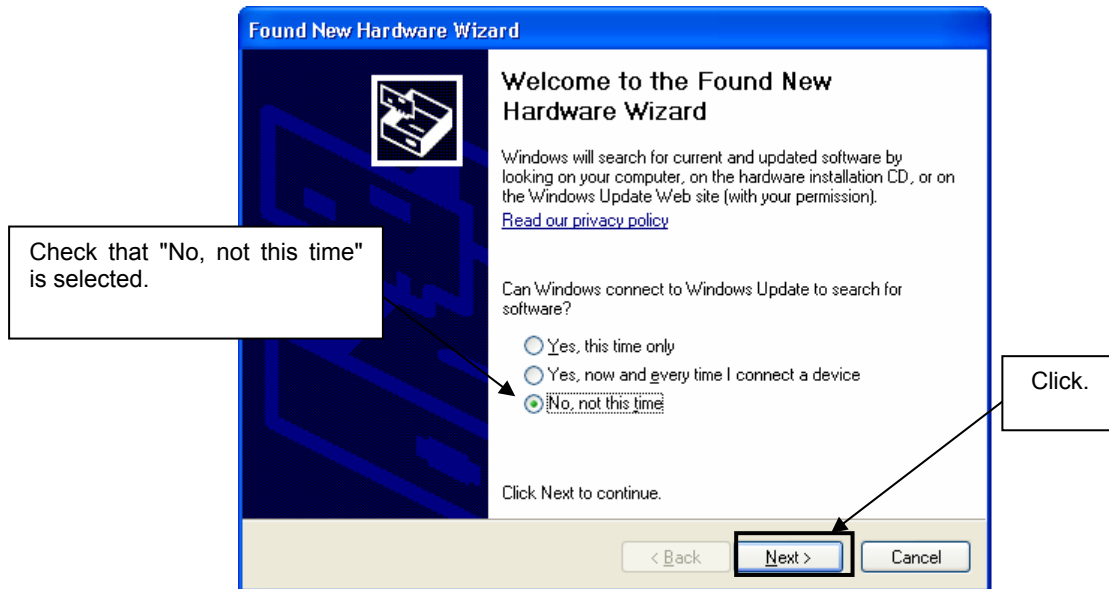 Found New Hardware Wizard
Welcome to the Found New
Hardware Wizard
Windows will search for current and updated software by
looking on your computer, on the hardware installation CD, or on
the Windows Update Web site (with your permission).
Read our privacy policy
Check that "No, not this time"
is selected.
Can Windows connect to Windows Update to search for
software?
Yes, this time only
Yes, now and every time I connect a device
No, not this time
Click.
Click Next to continue.
< Back
Next >
Cancel